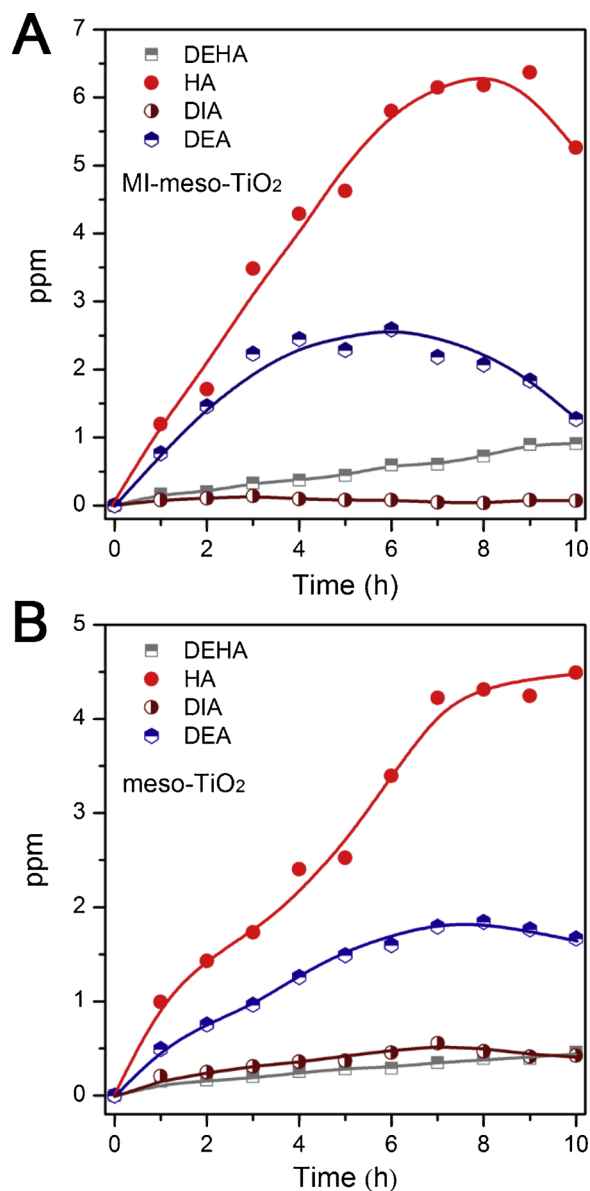 A
7
6
5
4
3
2
1
0
ppm
DEHA
HA
DIA
DEA
MI-meso-TiO2
0 2 4 6 8 10
Time (h)
B
5
4
3
2
1
0
ppm
DEHA
HA
DIA
DEA
meso-TiO2
0 2 4 6 8 10
Time (h)